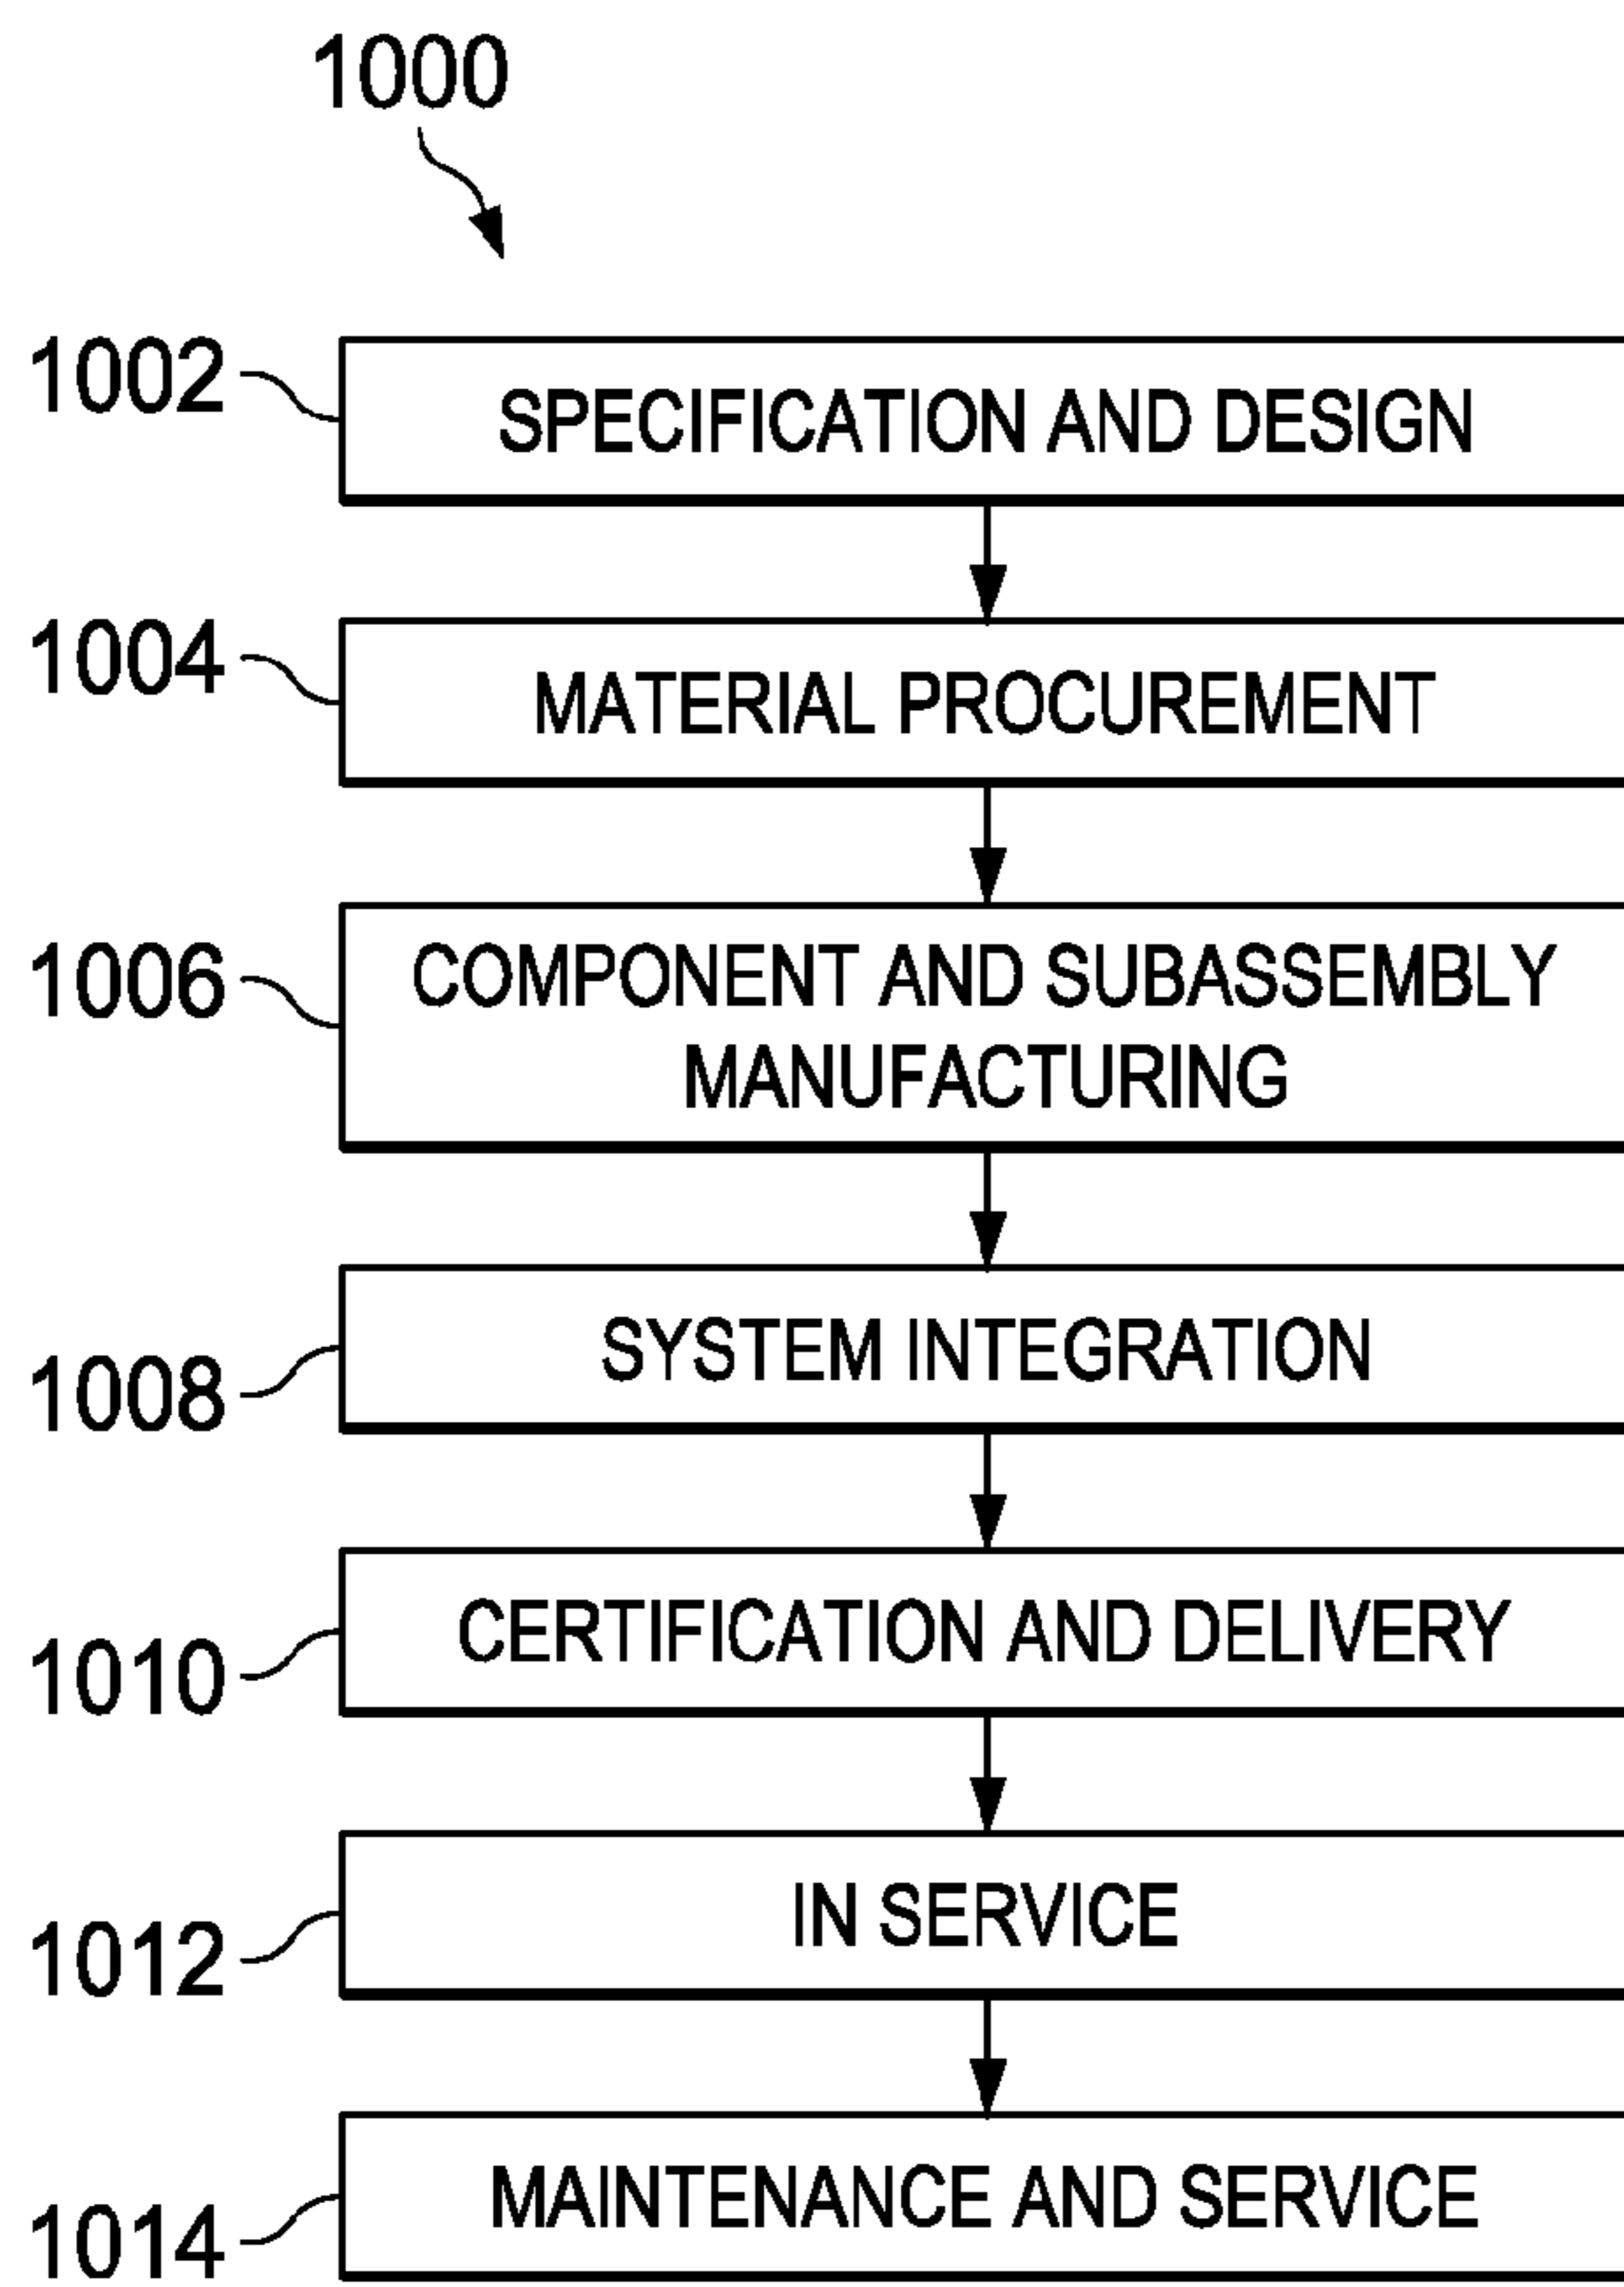 1000
1002
SPECIFICATION AND DESIGN
1004
MATERIAL PROCUREMENT
1006
COMPONENT AND SUBASSEMBLY
MANUFACTURING
1008
SYSTEM INTEGRATION
1010
CERTIFICATION AND DELIVERY
1012
IN SERVICE
1014
MAINTENANCE AND SERVICE